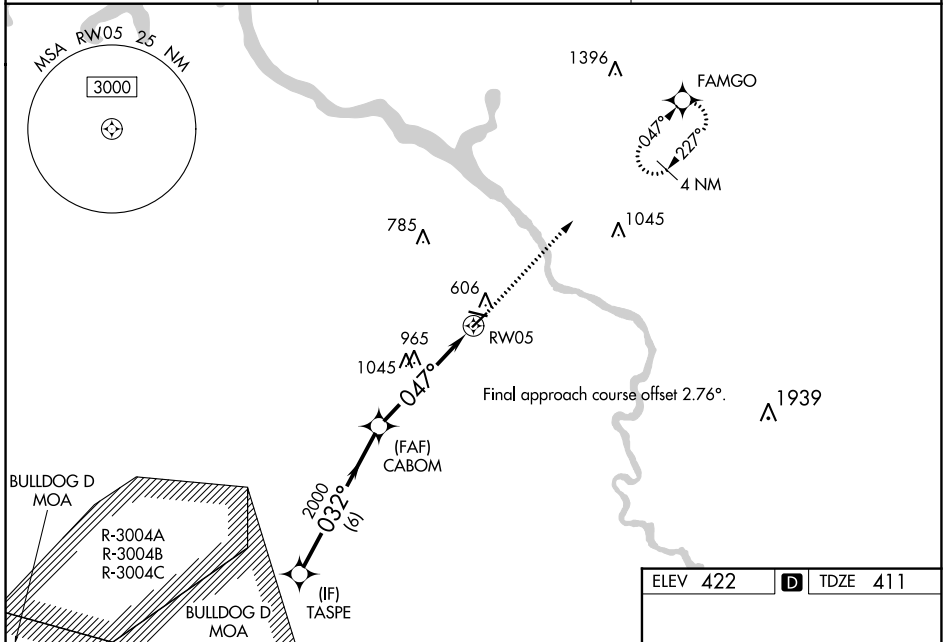 MSA RW05 25 NM
3000
1396
FAMGO
047°
227°
4 NM
785
1045
606
RW05
965
1045
047°
Final approach course offset 2.76°.
1939
(FAF)
CABOM
2000
032°
(6)
BULLDOG D
MOA
R-3004A
R-3004B
R-3004C
(IF)
TASPE
BULLDOG D
MOA
ELEV 422 D TDZE 411